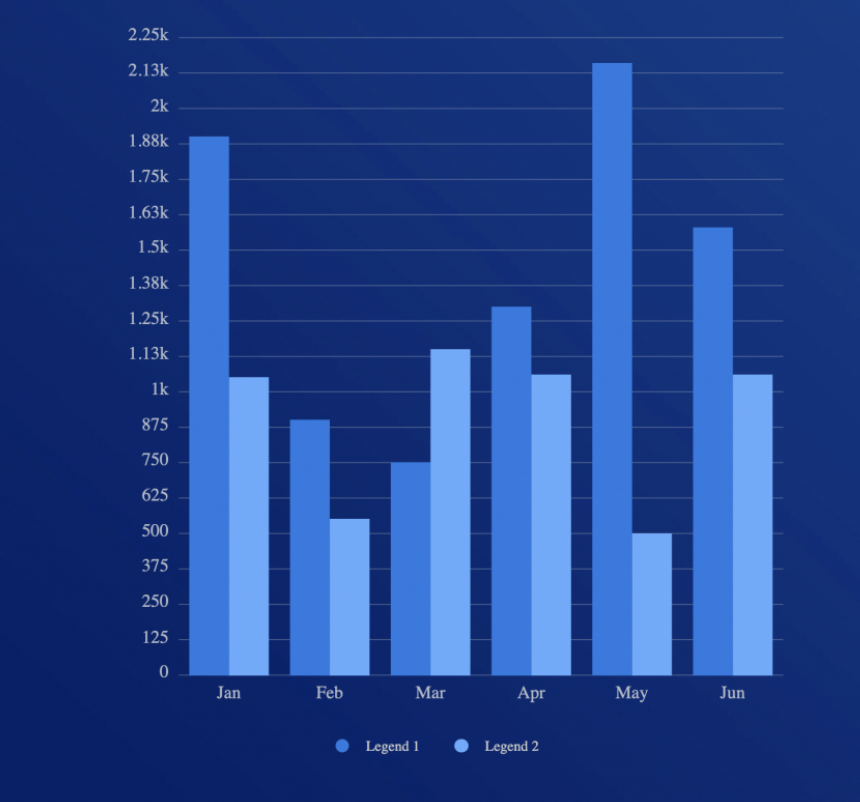 2.25k
2.13k
2k
1.88k
1.75k
1.63k
1.5k
1.38k
1.25k
1.13k
1k
875
750
625
500
375
250
125
0
Jan Feb Mar Apr May Jun
Legend 1 Legend 2